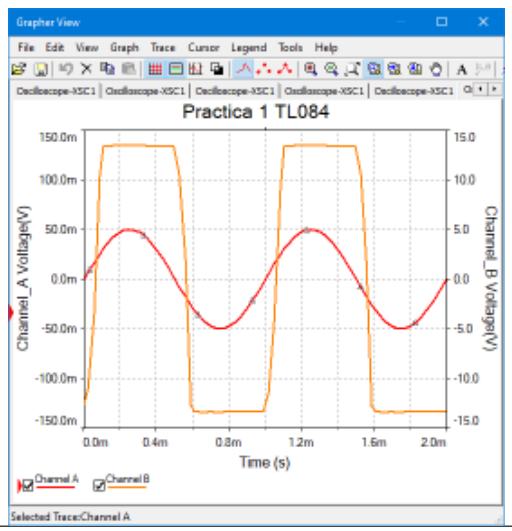 Grapher View
File Edit View Graph Trace Cursor Legend Tools Help
Oscilloscope-XSC1 Oscilloscope-XSC1 Oscilloscope-XSC1 Oscilloscope-XSC1
Practica 1 TL084
150.0m 15.0
100.0m 10.0
50.0m 5.0
0.0m 0.0
-50.0m -5.0
-100.0m -10.0
-150.0m -15.0
Channel_A Voltage(V)
Channel_B Voltage(V)
0.0m 0.4m 0.8m 1.2m 1.6m 2.0m
Time (s)
Channel A Channel B
Selected Trace:Channel A